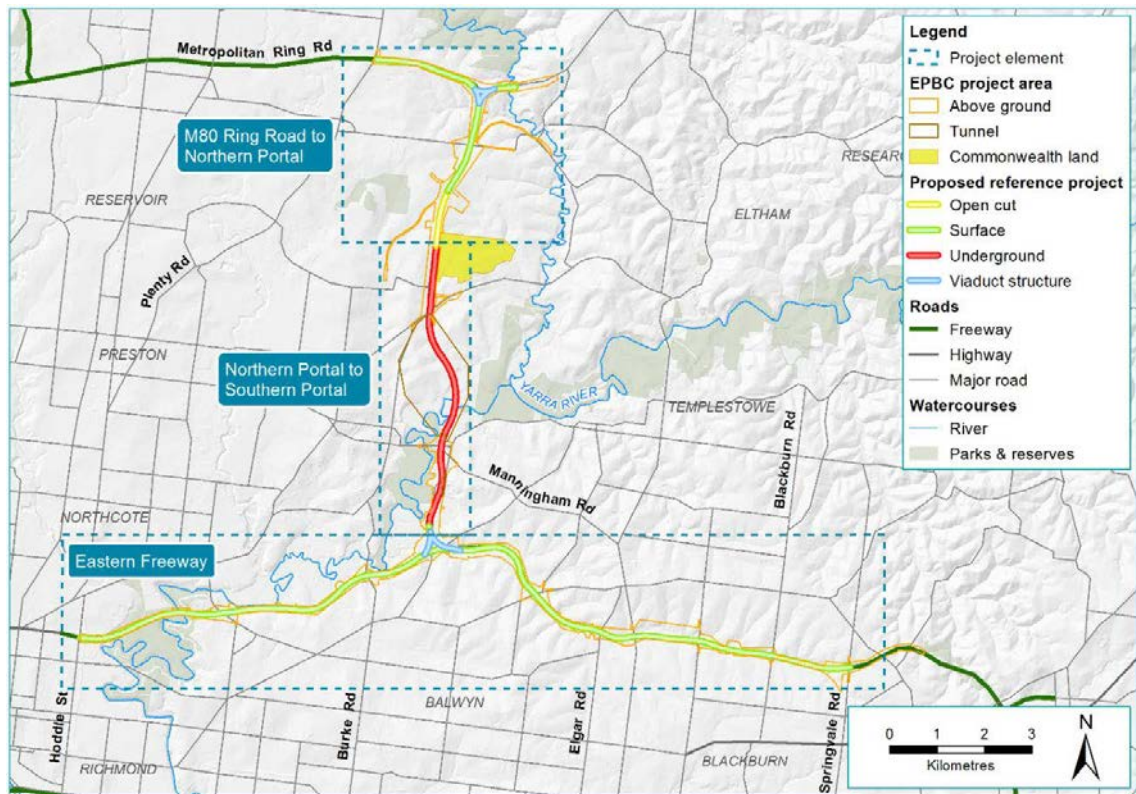 Metropolitan Ring Rd
M80 Ring Road to
Northern Portal
RESERVOIR
Plenty Rd
PRESTON
Northern Portal to
Southern Portal
ELTHAM
YARRA RIVER
TEMPLESTOWE
Blackburn Rd
Manningham Rd
NORTHCOTE
Eastern Freeway
Hoddle St
Burke Rd
BALWYN
Elgar Rd
RICHMOND
BLACKBURN
Springvale Rd
Legend
Project element
EPBC project area
Above ground
Tunnel
Commonwealth land
Proposed reference project
Open cut
Surface
Underground
Viaduct structure
Roads
Freeway
Highway
Major road
Watercourses
River
Parks & reserves
0 1 2 3
Kilometres
N